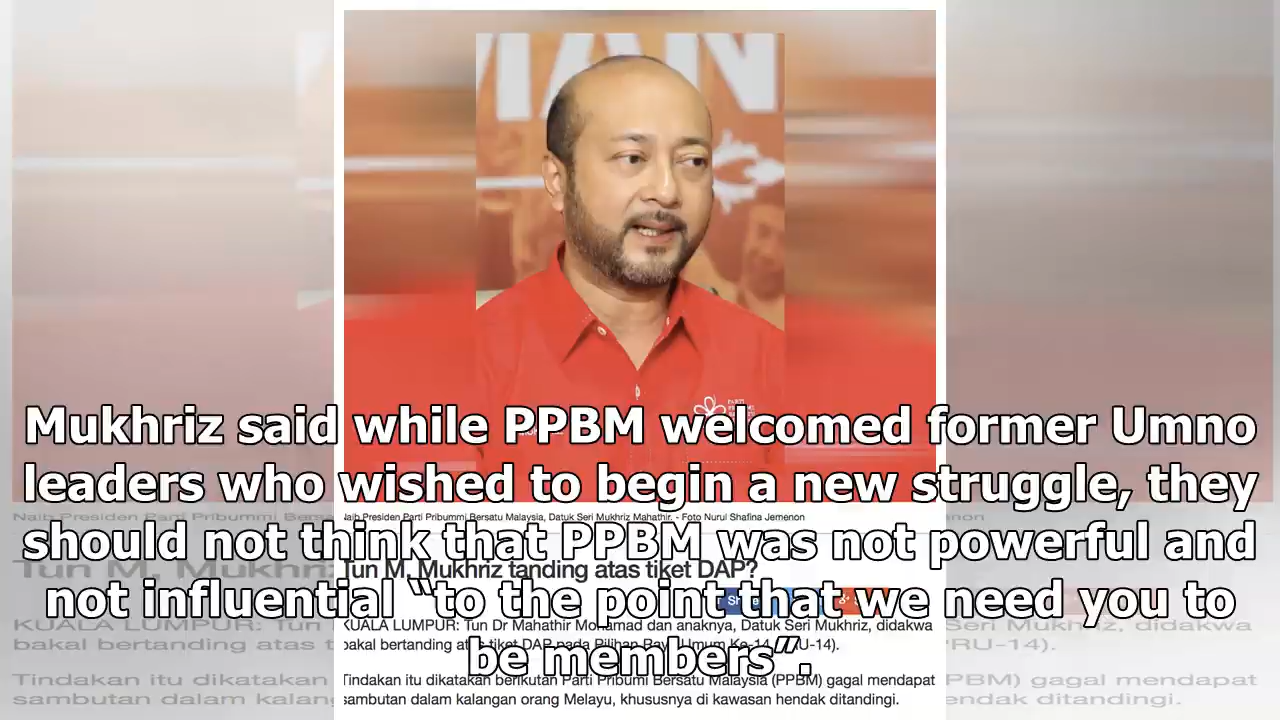 MAN
PARTI
PRIBUMI
Mukhriz said while PPBM welcomed former Umno
leaders who wished to begin a new struggle, they
should not think that PPBM was not powerful and
not influential “to the point that we need you to
be members”.
Naib Presiden Parti Pribummi Bersatu Malaysia, Datuk Seri Mukhriz Mahathir. - Foto Nurul Shafina Jemenon
Tun M, Mukhriz tanding atas tiket DAP?
Share
KUALA LUMPUR: Tun Dr Mahathir Mohamad dan anaknya, Datuk Seri Mukhriz, didakwa
bakal bertanding atas tiket DAP pada Pilihan Raya Umum Ke-14 (PRU-14).
Tindakan itu dikatakan berikutan Parti Pribumi Bersatu Malaysia (PPBM) gagal mendapat
sambutan dalam kalangan orang Melayu, khususnya di kawasan hendak ditandingi.